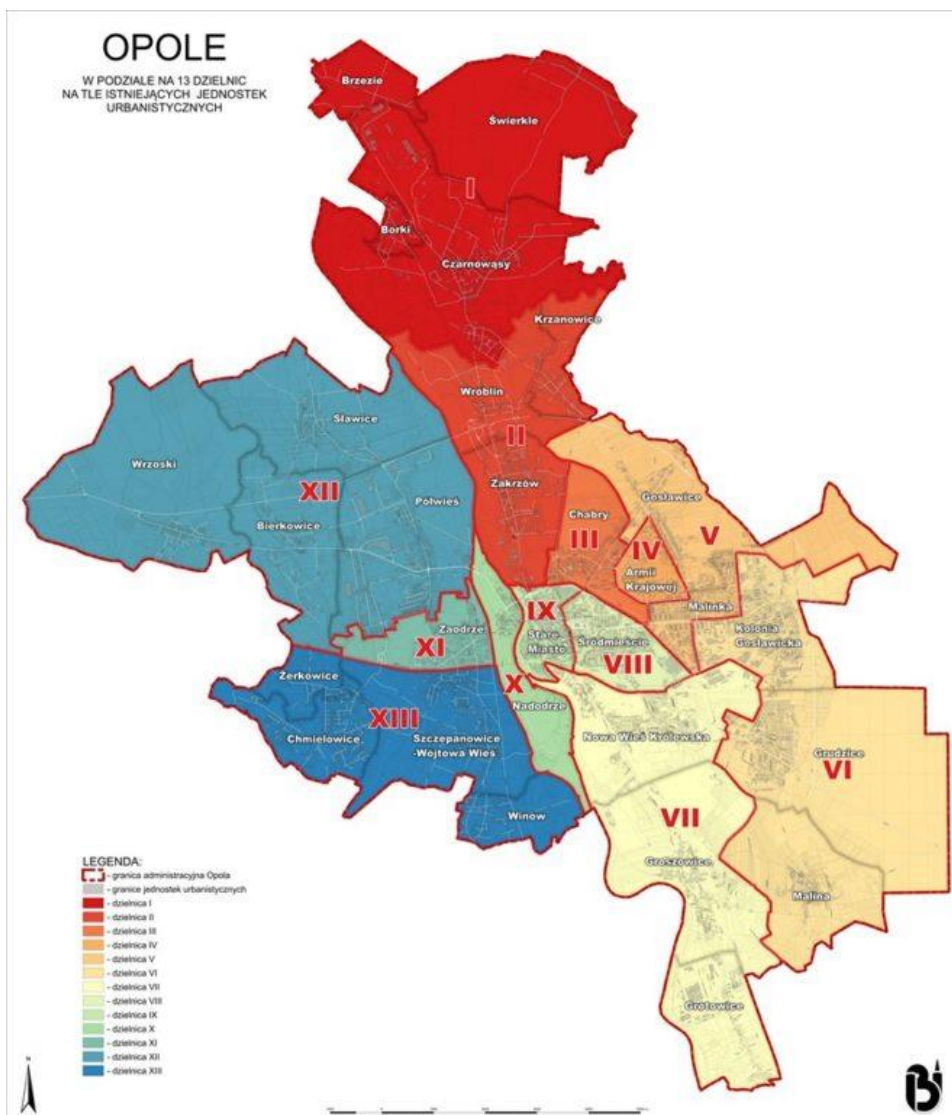 OPOLE
W PODZIALE NA 13 DZIELNIC
NA TLE ISTNIEJĄCYCH JEDNOSTEK
URBANISTYCZNYCH
Brzezie
Świerkle
I
Borki
Czarnowąsy
Krzanowice
Wróblin
Sławice
II
Wrzoski
XII
Zakrzów
Półwieś
Gosławice
Bierkowice
Chabry
III
IV
V
Armii
Krajowej
Malinka
IX
Zaodrze
XI
Stare
Miasto
Śródmieście
VIII
Kolonia
Gosławicka
Żerkowice
X
XIII
Nadodrze
Chmielowice
Szczepanowice
-Wójtowa Wieś
Nowa Wieś Królewska
Grudzice
VI
Winów
VII
Groszowice
Malina
Grotowice
LEGENDA:
- granica administracyjna Opola
- granice jednostek urbanistycznych
- dzielnica I
- dzielnica II
- dzielnica III
- dzielnica IV
- dzielnica V
- dzielnica VI
- dzielnica VII
- dzielnica VIII
- dzielnica IX
- dzielnica X
- dzielnica XI
- dzielnica XII
- dzielnica XIII
N